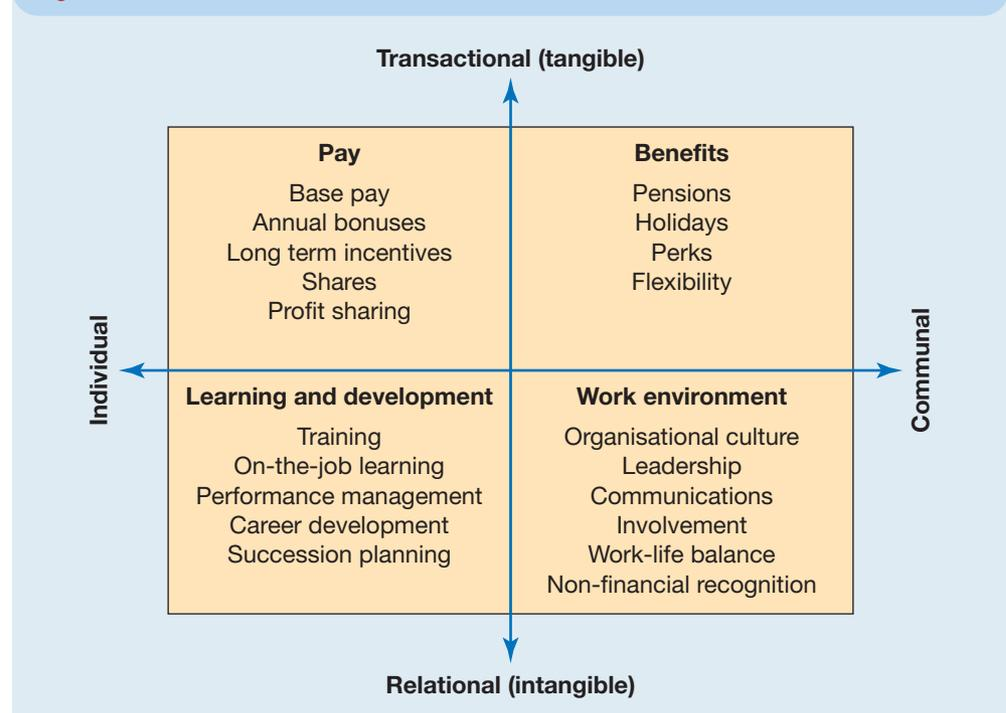 Transactional (tangible)
Pay
Base pay
Annual bonuses
Long term incentives
Shares
Profit sharing
Benefits
Pensions
Holidays
Perks
Flexibility
Individual
Communal
Learning and development
Training
On-the-job learning
Performance management
Career development
Succession planning
Work environment
Organisational culture
Leadership
Communications
Involvement
Work-life balance
Non-financial recognition
Relational (intangible)